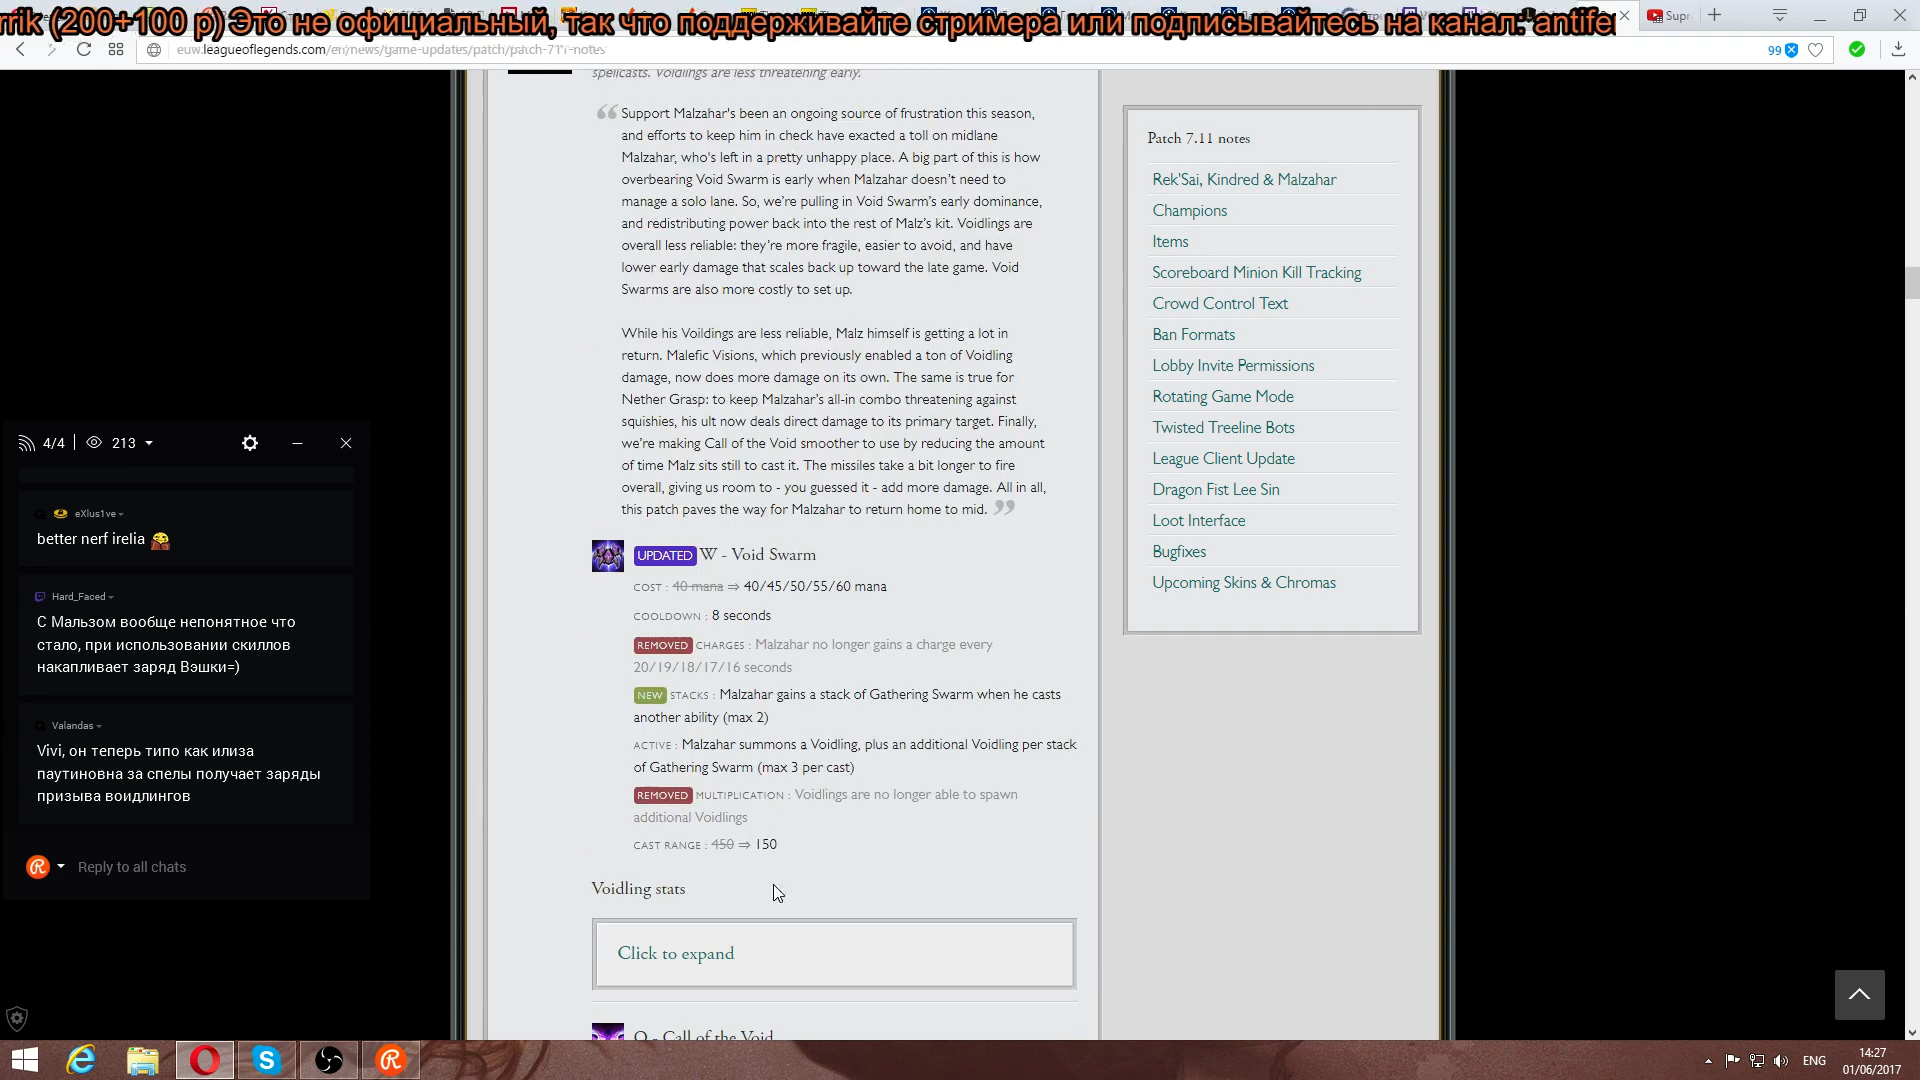 rrik (200+100 р) Это не официальный, так что поддерживайте стримера или подписывайтесь на канал: antife
99
euw.leagueoflegends.com/en/news/game-updates/patch/patch-711-notes
spellcasts. Voidlings are less threatening early.
Support Malzahar's been an ongoing source of frustration this season,
and efforts to keep him in check have exacted a toll on midlane
Malzahar, who's left in a pretty unhappy place. A big part of this is how
overbearing Void Swarm is early when Malzahar doesn't need to
manage a solo lane. So, we're pulling in Void Swarm's early dominance,
and redistributing power back into the rest of Malz's kit. Voidlings are
overall less reliable: they're more fragile, easier to avoid, and have
lower early damage that scales back up toward the late game. Void
Swarms are also more costly to set up.
While his Voildings are less reliable, Malz himself is getting a lot in
return. Malefic Visions, which previously enabled a ton of Voidling
damage, now does more damage on its own. The same is true for
Nether Grasp: to keep Malzahar's all-in combo threatening against
squishies, his ult now deals direct damage to its primary target. Finally,
we're making Call of the Void smoother to use by reducing the amount
of time Malz sits still to cast it. The missiles take a bit longer to fire
overall, giving us room to - you guessed it - add more damage. All in all,
this patch paves the way for Malzahar to return home to mid.
UPDATED W - Void Swarm
COST : 40 mana ⇒ 40/45/50/55/60 mana
COOLDOWN : 8 seconds
REMOVED CHARGES : Malzahar no longer gains a charge every
20/19/18/17/16 seconds
NEW STACKS : Malzahar gains a stack of Gathering Swarm when he casts
another ability (max 2)
ACTIVE : Malzahar summons a Voidling, plus an additional Voidling per stack
of Gathering Swarm (max 3 per cast)
REMOVED MULTIPLICATION : Voidlings are no longer able to spawn
additional Voidlings
CAST RANGE : 450 ⇒ 150
Voidling stats
Click to expand
Q - Call of the Void
Patch 7.11 notes
Rek'Sai, Kindred & Malzahar
Champions
Items
Scoreboard Minion Kill Tracking
Crowd Control Text
Ban Formats
Lobby Invite Permissions
Rotating Game Mode
Twisted Treeline Bots
League Client Update
Dragon Fist Lee Sin
Loot Interface
Bugfixes
Upcoming Skins & Chromas
4/4
213
eXlus1ve
better nerf irelia
Hard_Faced
С Мальзом вообще непонятное что
стало, при использовании скиллов
накапливает заряд Вэшки=)
Valandas
Vivi, он теперь типо как илиза
паутиновна за спелы получает заряды
призыва воидлингов
Reply to all chats
ENG
14:27
01/06/2017